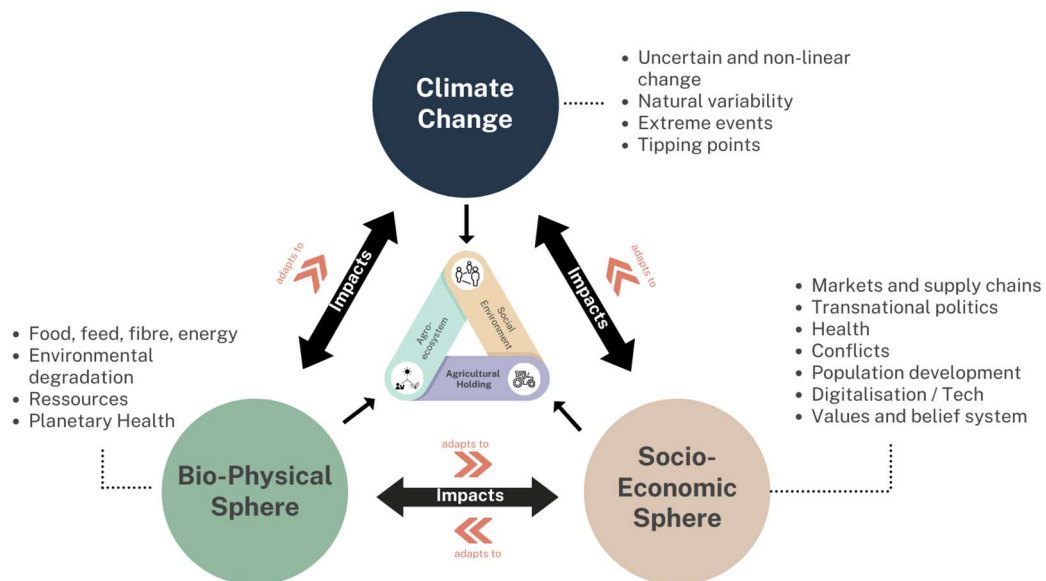 Climate
Change
• Uncertain and non-linear
change
• Natural variability
• Extreme events
• Tipping points
adapts to
Impacts
Impacts
adapts to
Social
Environment
Agro-
ecosystem
Agricultural
Holding
• Food, feed, fibre, energy
• Environmental
degradation
• Ressources
• Planetary Health
• Markets and supply chains
• Transnational politics
• Health
• Conflicts
• Population development
• Digitalisation / Tech
• Values and belief system
Bio-Physical
Sphere
adapts to
Impacts
adapts to
Socio-
Economic
Sphere